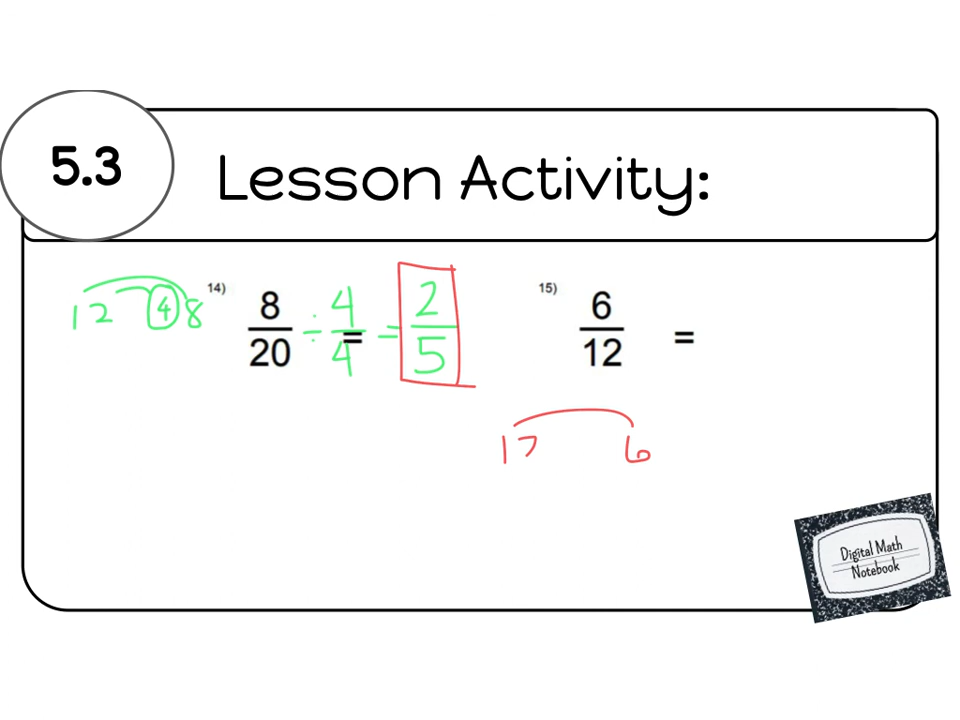 5.3
Lesson Activity:
12 4 8
14) 8/20 ÷ 4/4 = = 2/5
15) 6/12 =
12 6
Digital Math
Notebook